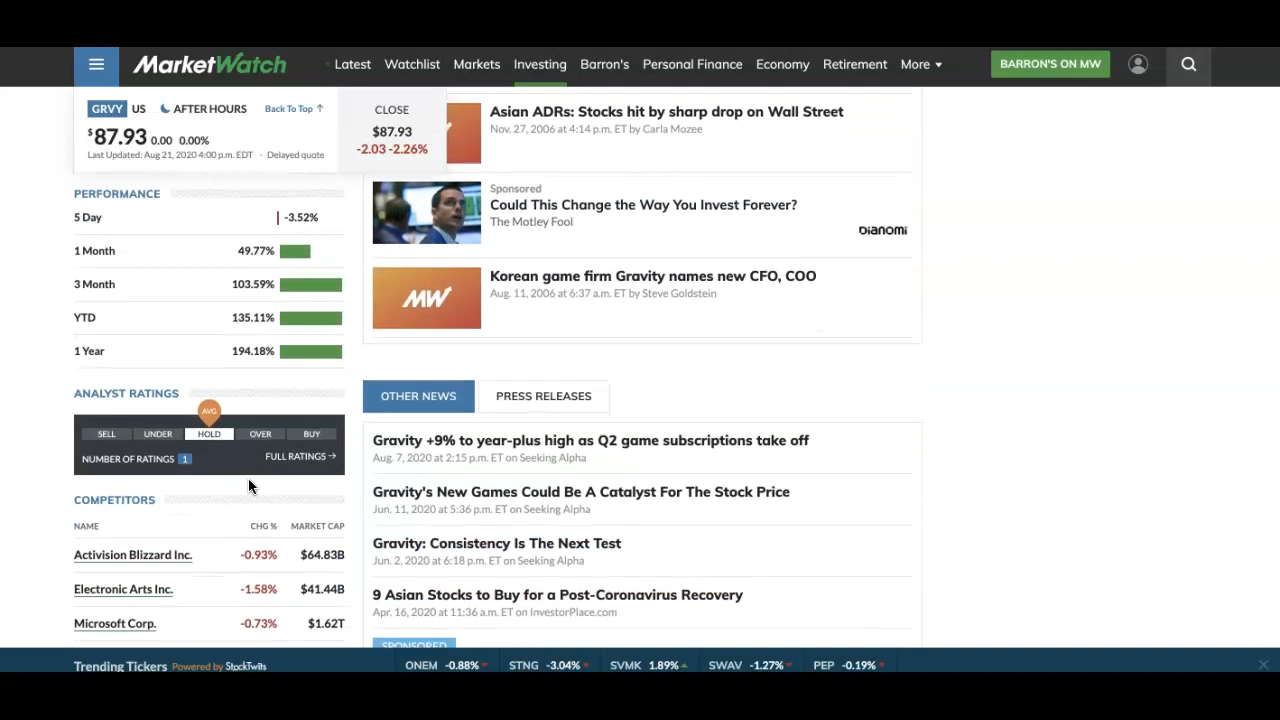 MarketWatch
Latest Watchlist Markets Investing Barron's Personal Finance Economy Retirement More
BARRON'S ON MW
GRVY US AFTER HOURS Back To Top ↑
$87.93 0.00 0.00%
Last Updated: Aug 21, 2020 4:00 p.m. EDT · Delayed quote
CLOSE
$87.93
-2.03 -2.26%
PERFORMANCE
5 Day -3.52%
1 Month 49.77%
3 Month 103.59%
YTD 135.11%
1 Year 194.18%
ANALYST RATINGS
AVG
SELL UNDER HOLD OVER BUY
NUMBER OF RATINGS 1 FULL RATINGS →
COMPETITORS
NAME CHG % MARKET CAP
Activision Blizzard Inc. -0.93% $64.83B
Electronic Arts Inc. -1.58% $41.44B
Microsoft Corp. -0.73% $1.62T
Asian ADRs: Stocks hit by sharp drop on Wall Street
Nov. 27, 2006 at 4:14 p.m. ET by Carla Mozee
Sponsored
Could This Change the Way You Invest Forever?
The Motley Fool
DIANOMI
MW
Korean game firm Gravity names new CFO, COO
Aug. 11, 2006 at 6:37 a.m. ET by Steve Goldstein
OTHER NEWS PRESS RELEASES
Gravity +9% to year-plus high as Q2 game subscriptions take off
Aug. 7, 2020 at 2:15 p.m. ET on Seeking Alpha
Gravity's New Games Could Be A Catalyst For The Stock Price
Jun. 11, 2020 at 5:36 p.m. ET on Seeking Alpha
Gravity: Consistency Is The Next Test
Jun. 2, 2020 at 6:18 p.m. ET on Seeking Alpha
9 Asian Stocks to Buy for a Post-Coronavirus Recovery
Apr. 16, 2020 at 11:36 a.m. ET on InvestorPlace.com
SPONSORED
Trending Tickers Powered by StockTwits
ONEM -0.88% STNG -3.04% SVMK 1.89% SWAV -1.27% PEP -0.19%